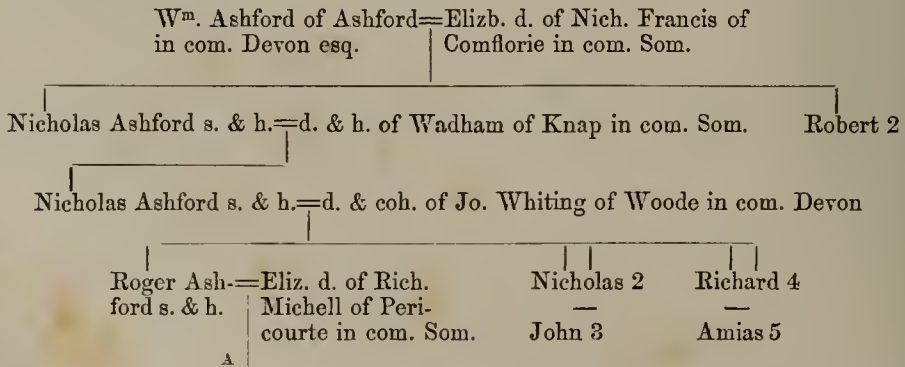 Wᵐ. Ashford of Ashford=Elizb. d. of Nich. Francis of
in com. Devon esq. Comflorie in com. Som.
Nicholas Ashford s. & h.=d. & h. of Wadham of Knap in com. Som. Robert 2
Nicholas Ashford s. & h.=d. & coh. of Jo. Whiting of Woode in com. Devon
Roger Ash-=Eliz. d. of Rich. Nicholas 2 Richard 4
ford s. & h. Michell of Peri- — —
courte in com. Som. John 3 Amias 5
A